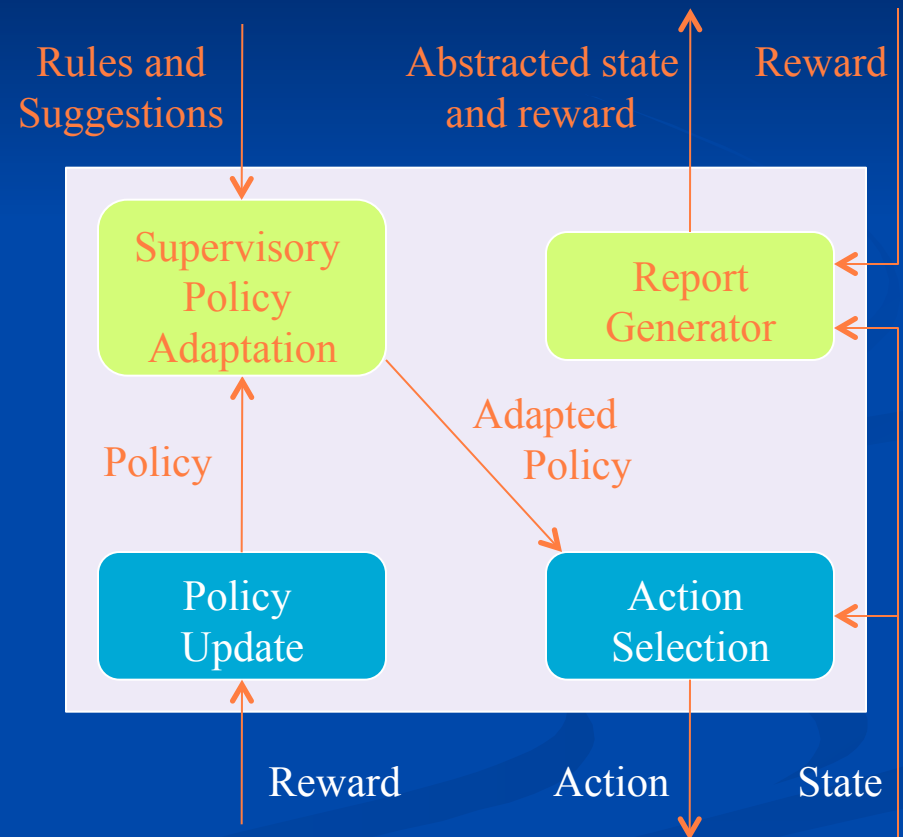 Rules and
Suggestions
Abstracted state
and reward
Reward
Supervisory
Policy
Adaptation
Report
Generator
Adapted
Policy
Policy
Policy
Update
Action
Selection
Reward
Action
State